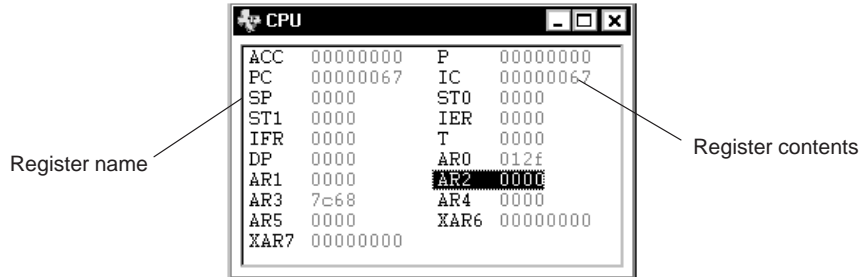 CPU
ACC 00000000 P 00000000
PC 00000067 IC 00000067
SP 0000 ST0 0000
ST1 0000 IER 0000
IFR 0000 T 0000
DP 0000 AR0 012f
AR1 0000 AR2 0000
AR3 7c68 AR4 0000
AR5 0000 XAR6 00000000
XAR7 00000000
Register name
Register contents